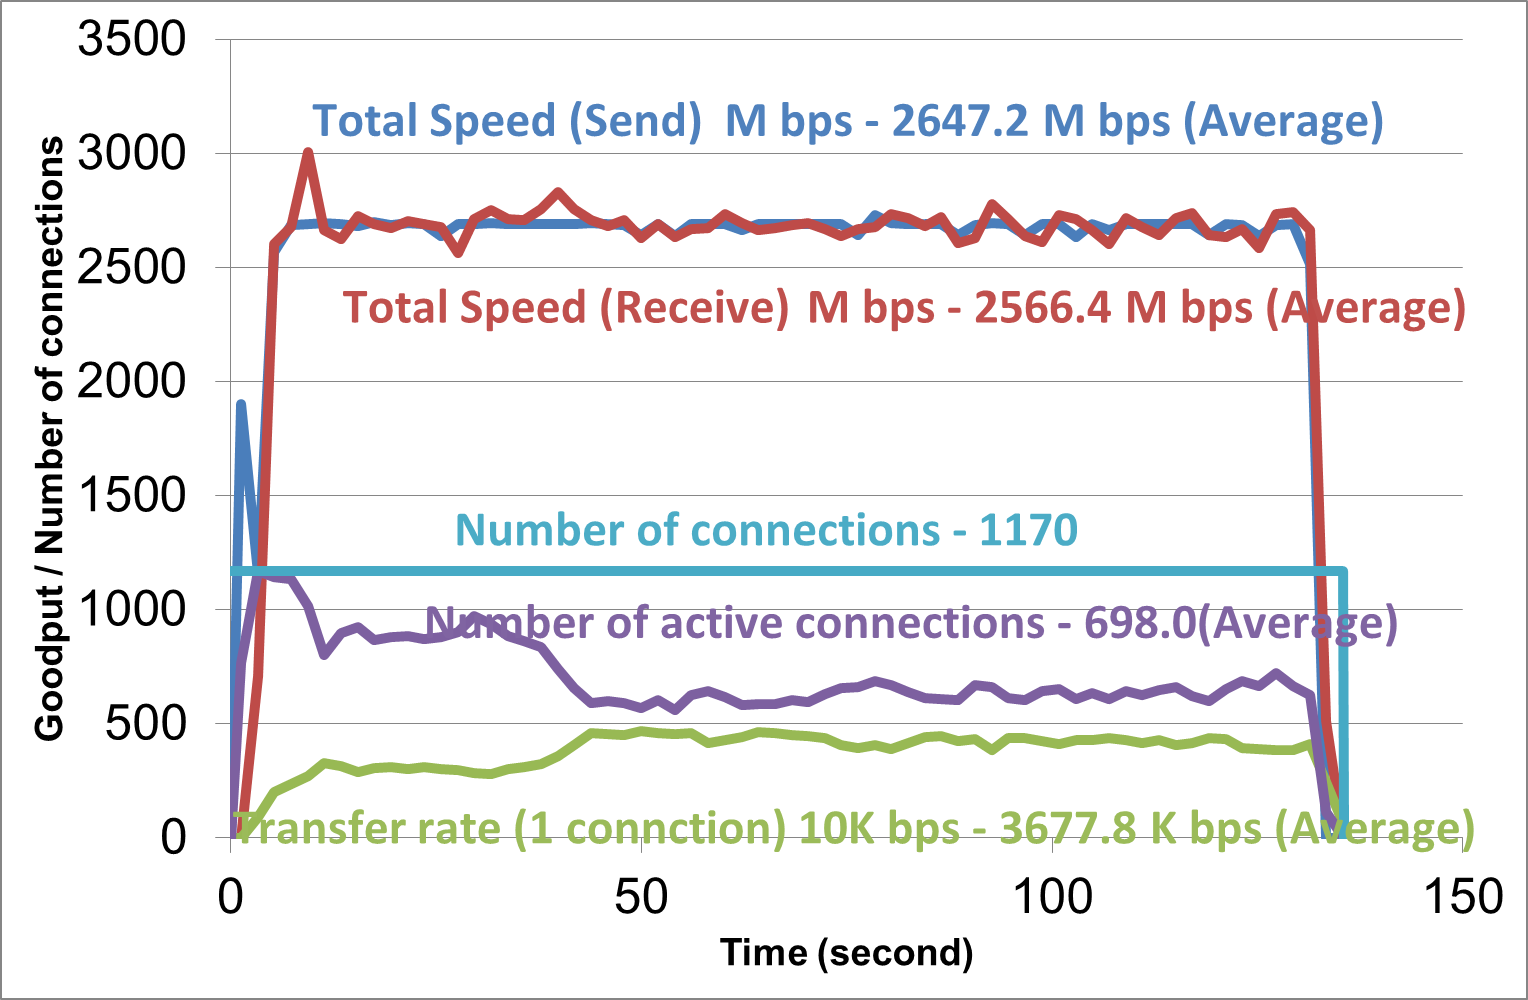 3500
3000
2500
2000
1500
1000
500
0
Goodput / Number of connections
Total Speed (Send)  M bps - 2647.2 M bps (Average)
Total Speed (Receive)  M bps - 2566.4 M bps (Average)
Number of connections - 1170
Number of active connections - 698.0(Average)
Transfer rate (1 connction) 10K bps - 3677.8 K bps (Average)
0 50 100 150
Time (second)